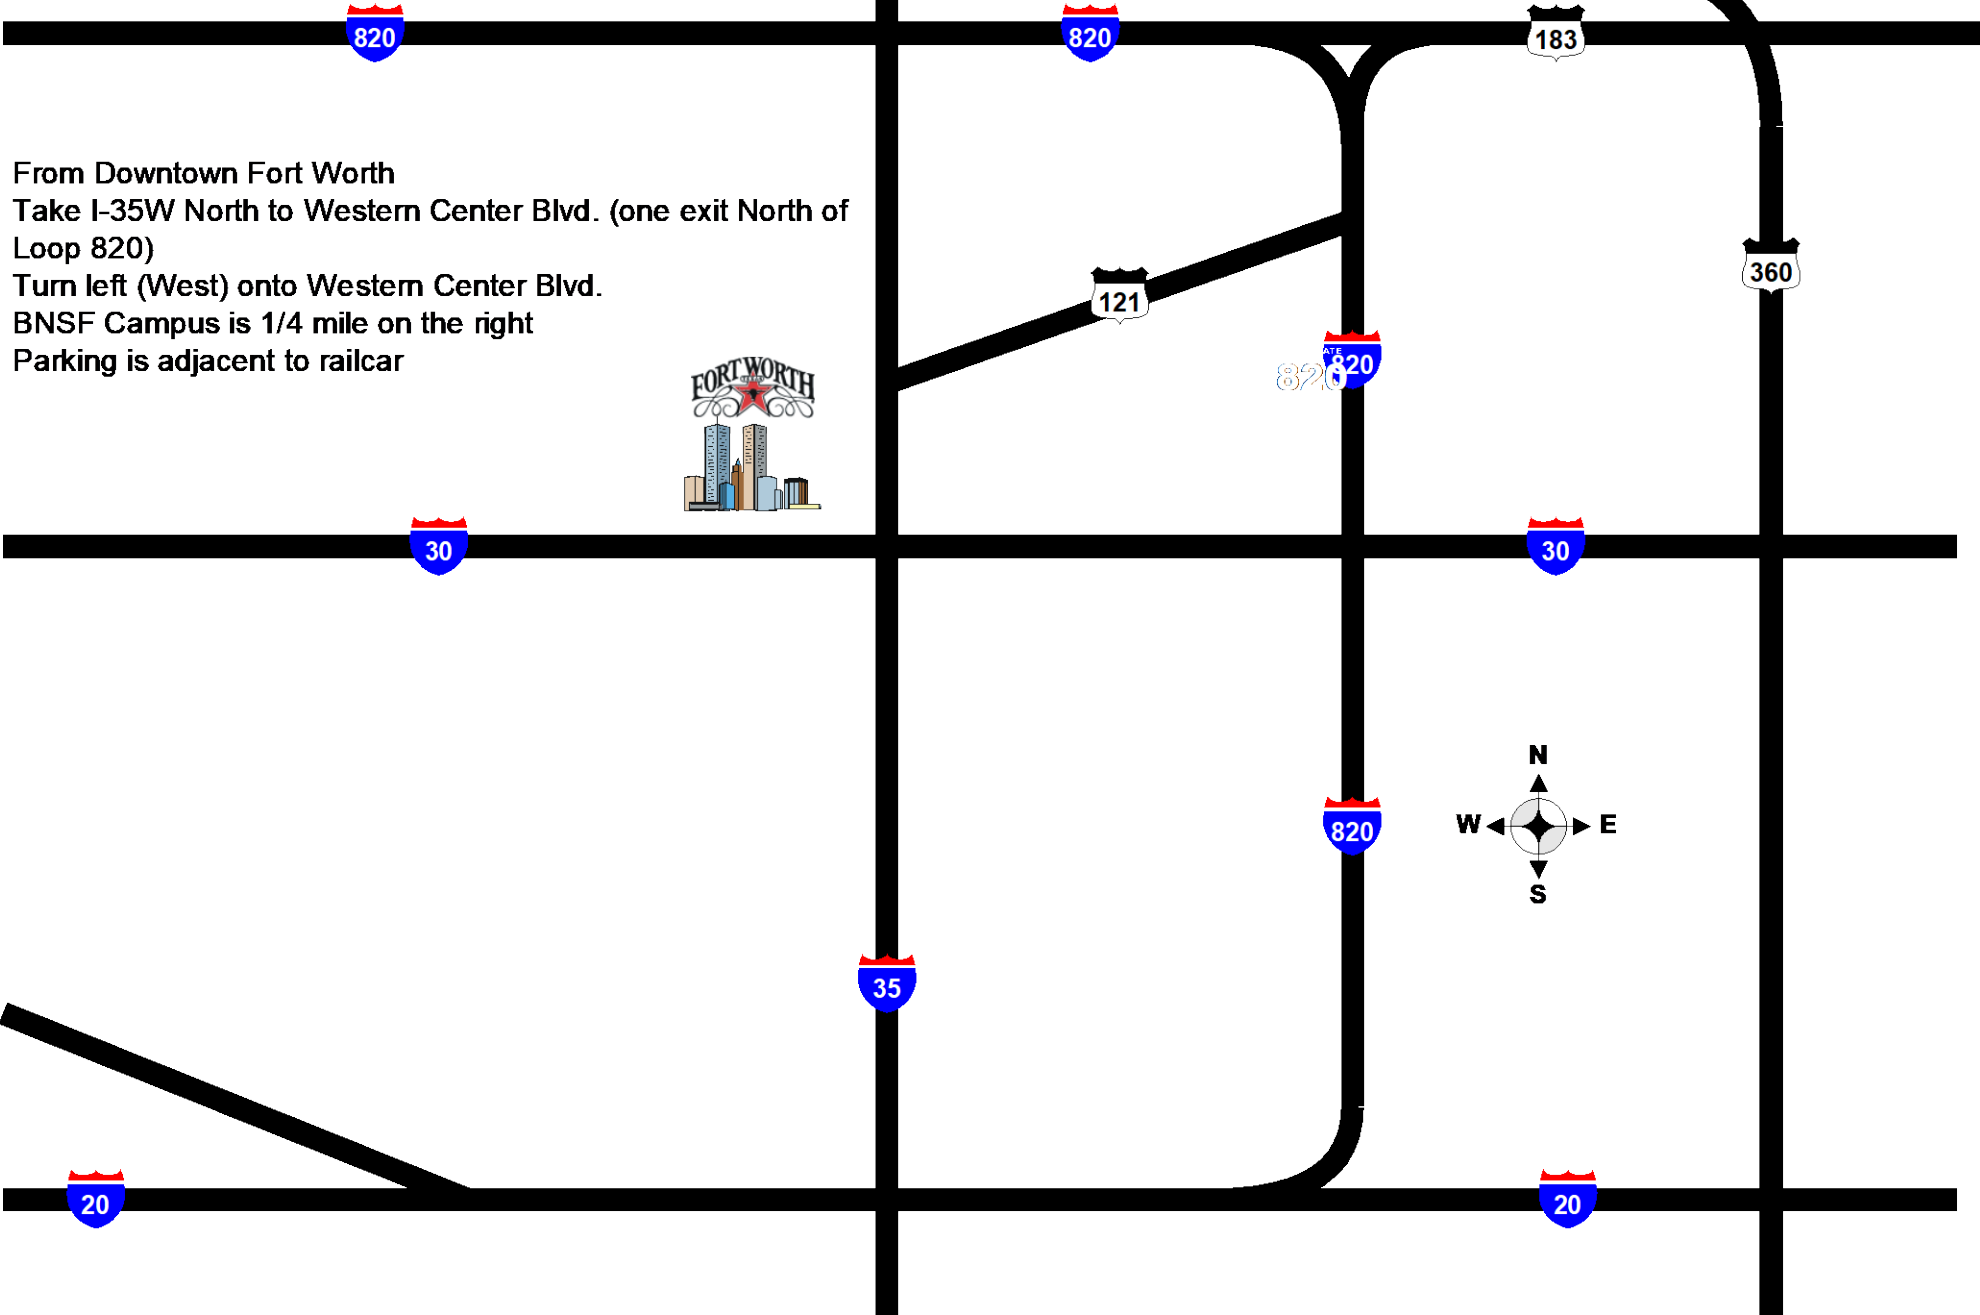 820
820
183
From Downtown Fort Worth
Take I-35W North to Western Center Blvd. (one exit North of
Loop 820)
Turn left (West) onto Western Center Blvd.
BNSF Campus is 1/4 mile on the right
Parking is adjacent to railcar
360
121
820
820
FORT WORTH
30
30
N
W E
S
820
35
20
20